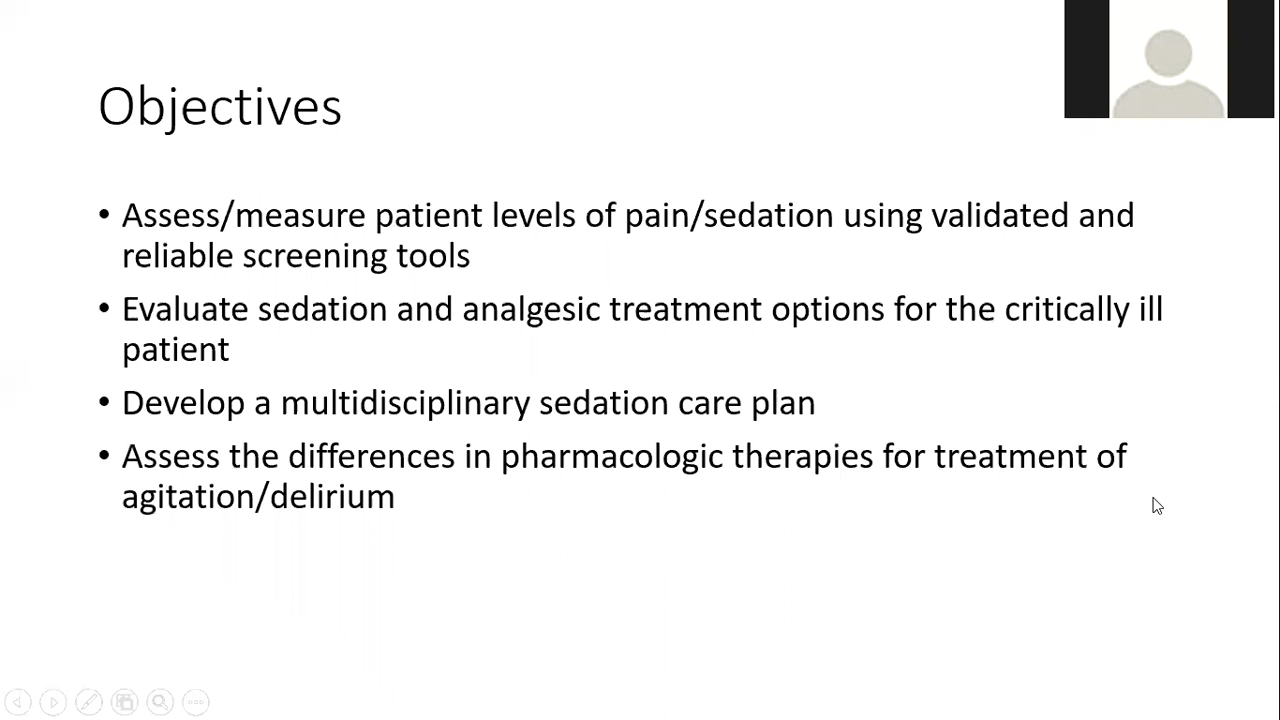 Objectives
• Assess/measure patient levels of pain/sedation using validated and
reliable screening tools
• Evaluate sedation and analgesic treatment options for the critically ill
patient
• Develop a multidisciplinary sedation care plan
• Assess the differences in pharmacologic therapies for treatment of
agitation/delirium